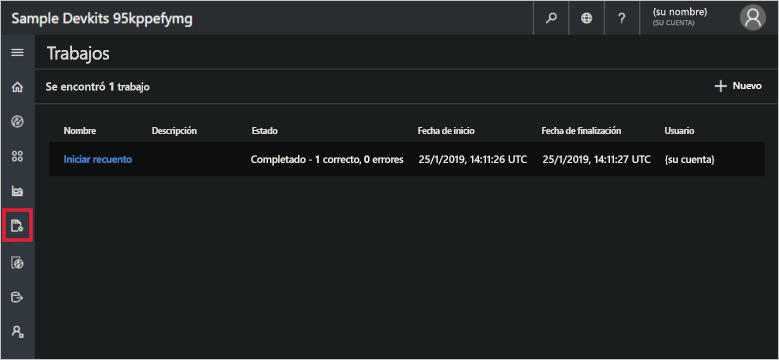 Sample Devkits 95kppefymg
?
(su nombre)
(SU CUENTA)
Trabajos
Se encontró 1 trabajo
Nuevo
Nombre Descripción Estado Fecha de inicio Fecha de finalización Usuario
Iniciar recuento Completado - 1 correcto, 0 errores 25/1/2019, 14:11:26 UTC 25/1/2019, 14:11:27 UTC {su cuenta}